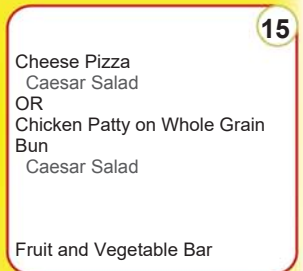 15
Cheese Pizza
Caesar Salad
OR
Chicken Patty on Whole Grain
Bun
Caesar Salad
Fruit and Vegetable Bar